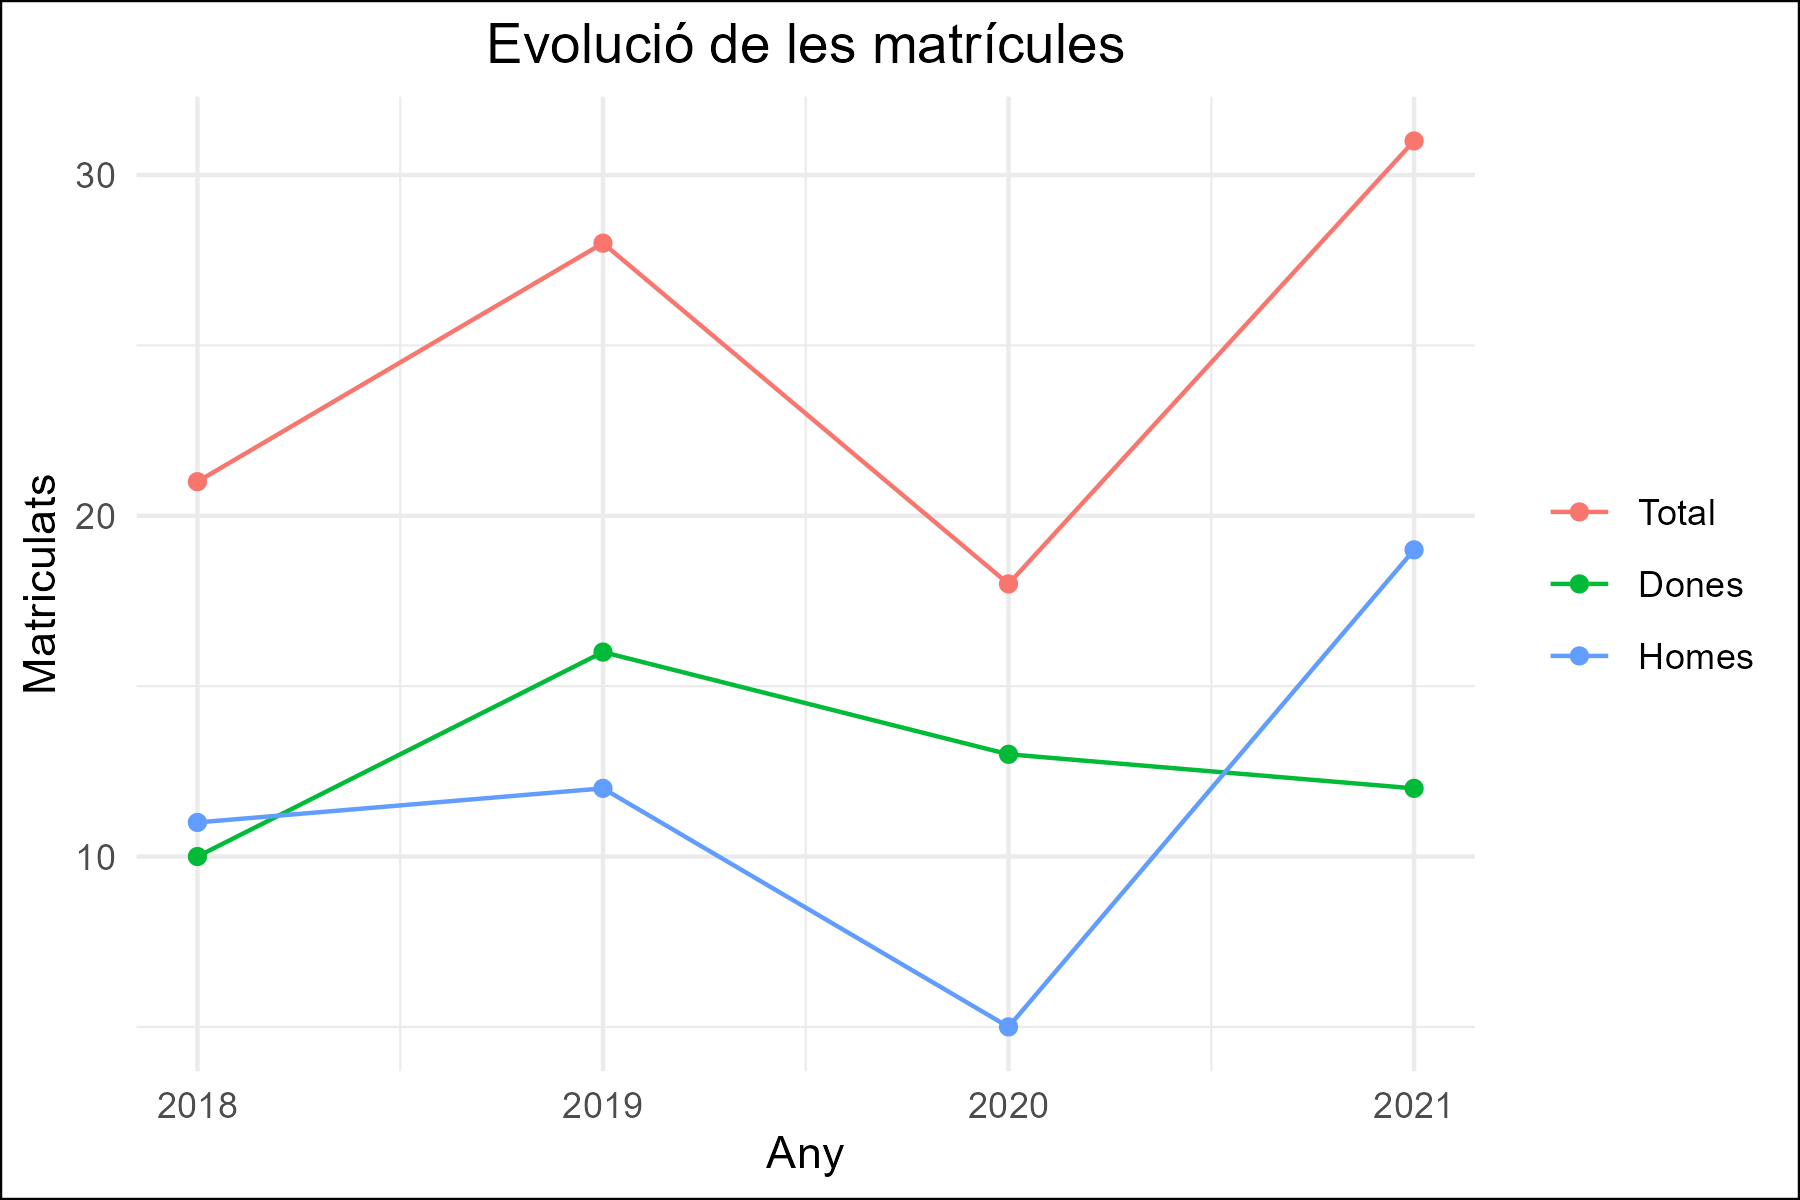 Evolució de les matrícules
Matriculats
30
20
10
2018
2019
2020
2021
Any
Total
Dones
Homes